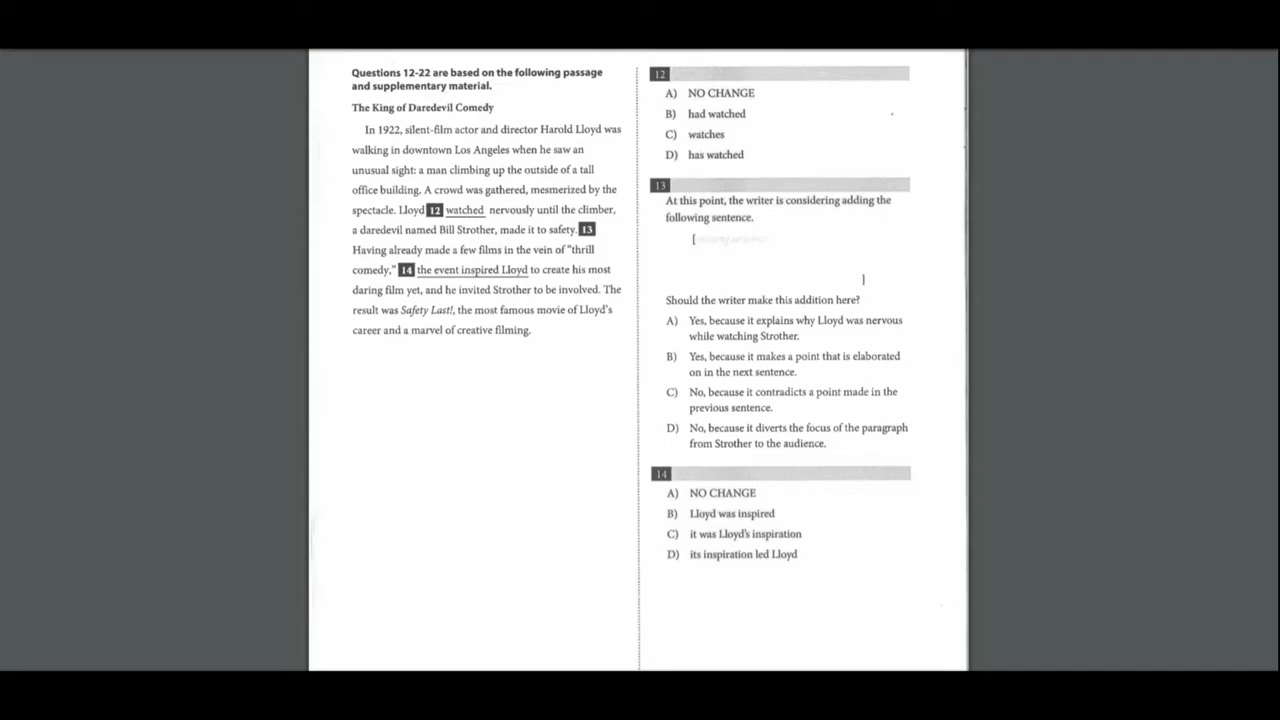 Questions 12-22 are based on the following passage
and supplementary material.
The King of Daredevil Comedy
In 1922, silent-film actor and director Harold Lloyd was
walking in downtown Los Angeles when he saw an
unusual sight: a man climbing up the outside of a tall
office building. A crowd was gathered, mesmerized by the
spectacle. Lloyd 12 watched nervously until the climber,
a daredevil named Bill Strother, made it to safety. 13
Having already made a few films in the vein of "thrill
comedy," 14 the event inspired Lloyd to create his most
daring film yet, and he invited Strother to be involved. The
result was Safety Last!, the most famous movie of Lloyd's
career and a marvel of creative filming.
12
A) NO CHANGE
B) had watched
C) watches
D) has watched
13
At this point, the writer is considering adding the
following sentence.
[
]
Should the writer make this addition here?
A) Yes, because it explains why Lloyd was nervous
while watching Strother.
B) Yes, because it makes a point that is elaborated
on in the next sentence.
C) No, because it contradicts a point made in the
previous sentence.
D) No, because it diverts the focus of the paragraph
from Strother to the audience.
14
A) NO CHANGE
B) Lloyd was inspired
C) it was Lloyd's inspiration
D) its inspiration led Lloyd